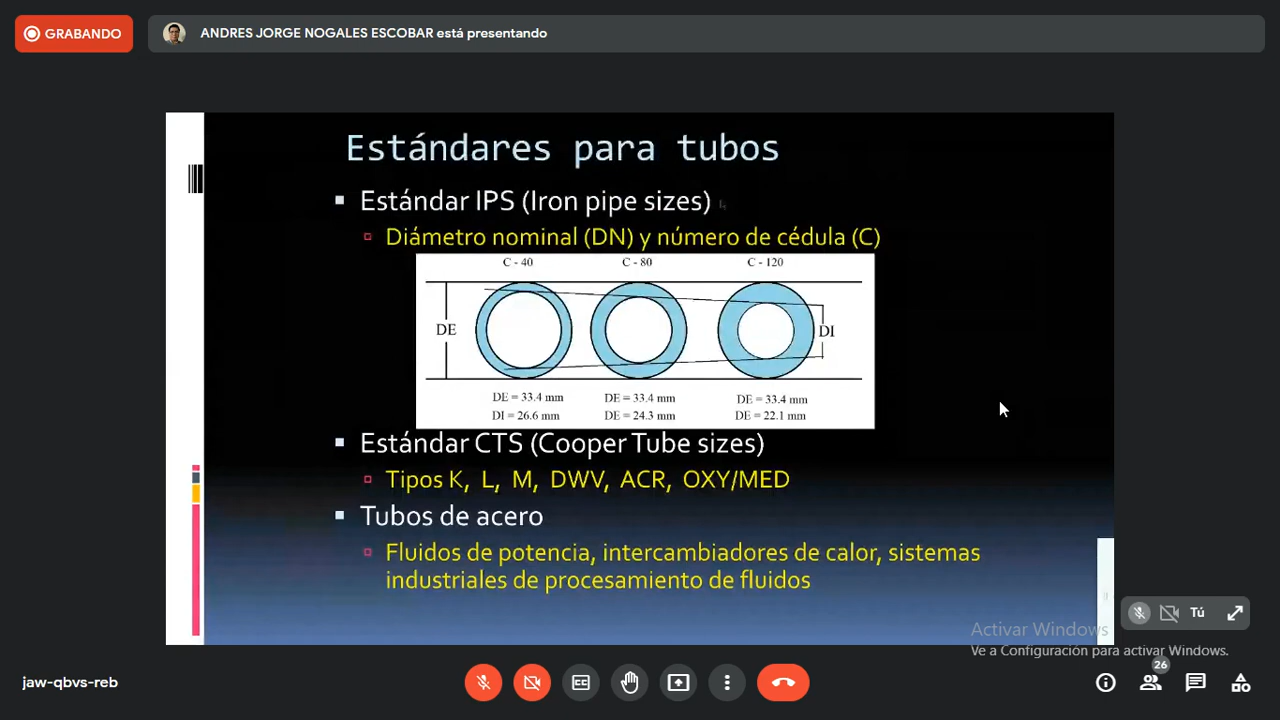 GRABANDO
ANDRES JORGE NOGALES ESCOBAR está presentando
Estándares para tubos
Estándar IPS (Iron pipe sizes)
Diámetro nominal (DN) y número de cédula (C)
C - 40 C - 80 C - 120
DE DI
DE = 33.4 mm DE = 33.4 mm DE = 33.4 mm
DI = 26.6 mm DE = 24.3 mm DE = 22.1 mm
Estándar CTS (Cooper Tube sizes)
Tipos K, L, M, DWV, ACR, OXY/MED
Tubos de acero
Fluidos de potencia, intercambiadores de calor, sistemas
industriales de procesamiento de fluidos
Tú
Activar Windows
Ve a Configuración para activar Windows.
jaw-qbvs-reb
CC
26